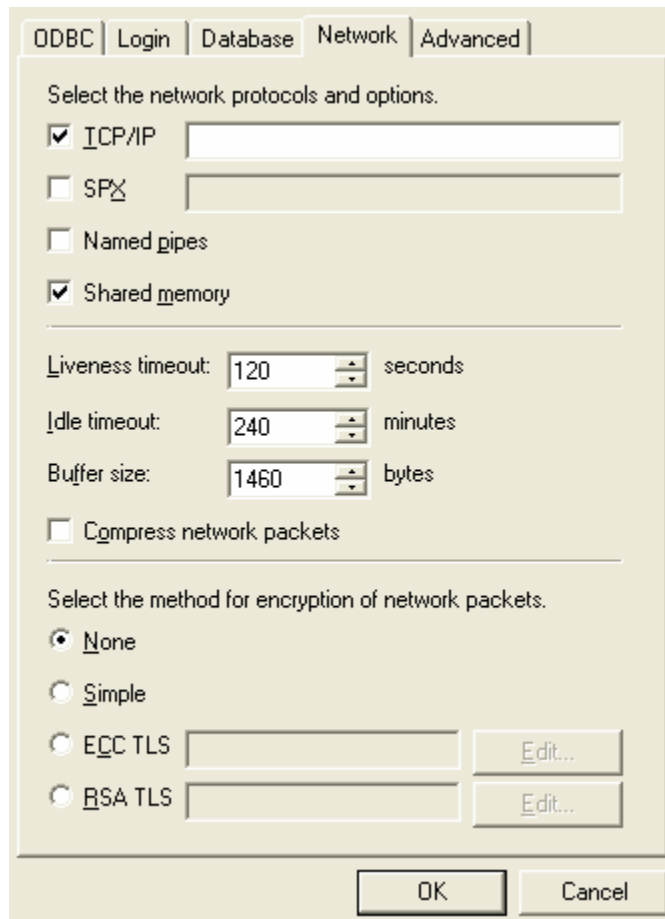 ODBC Login Database Network Advanced
Select the network protocols and options.
TCP/IP
SPX
Named pipes
Shared memory
Liveness timeout: 120 seconds
Idle timeout: 240 minutes
Buffer size: 1460 bytes
Compress network packets
Select the method for encryption of network packets.
None
Simple
ECC TLS Edit...
RSA TLS Edit...
OK Cancel